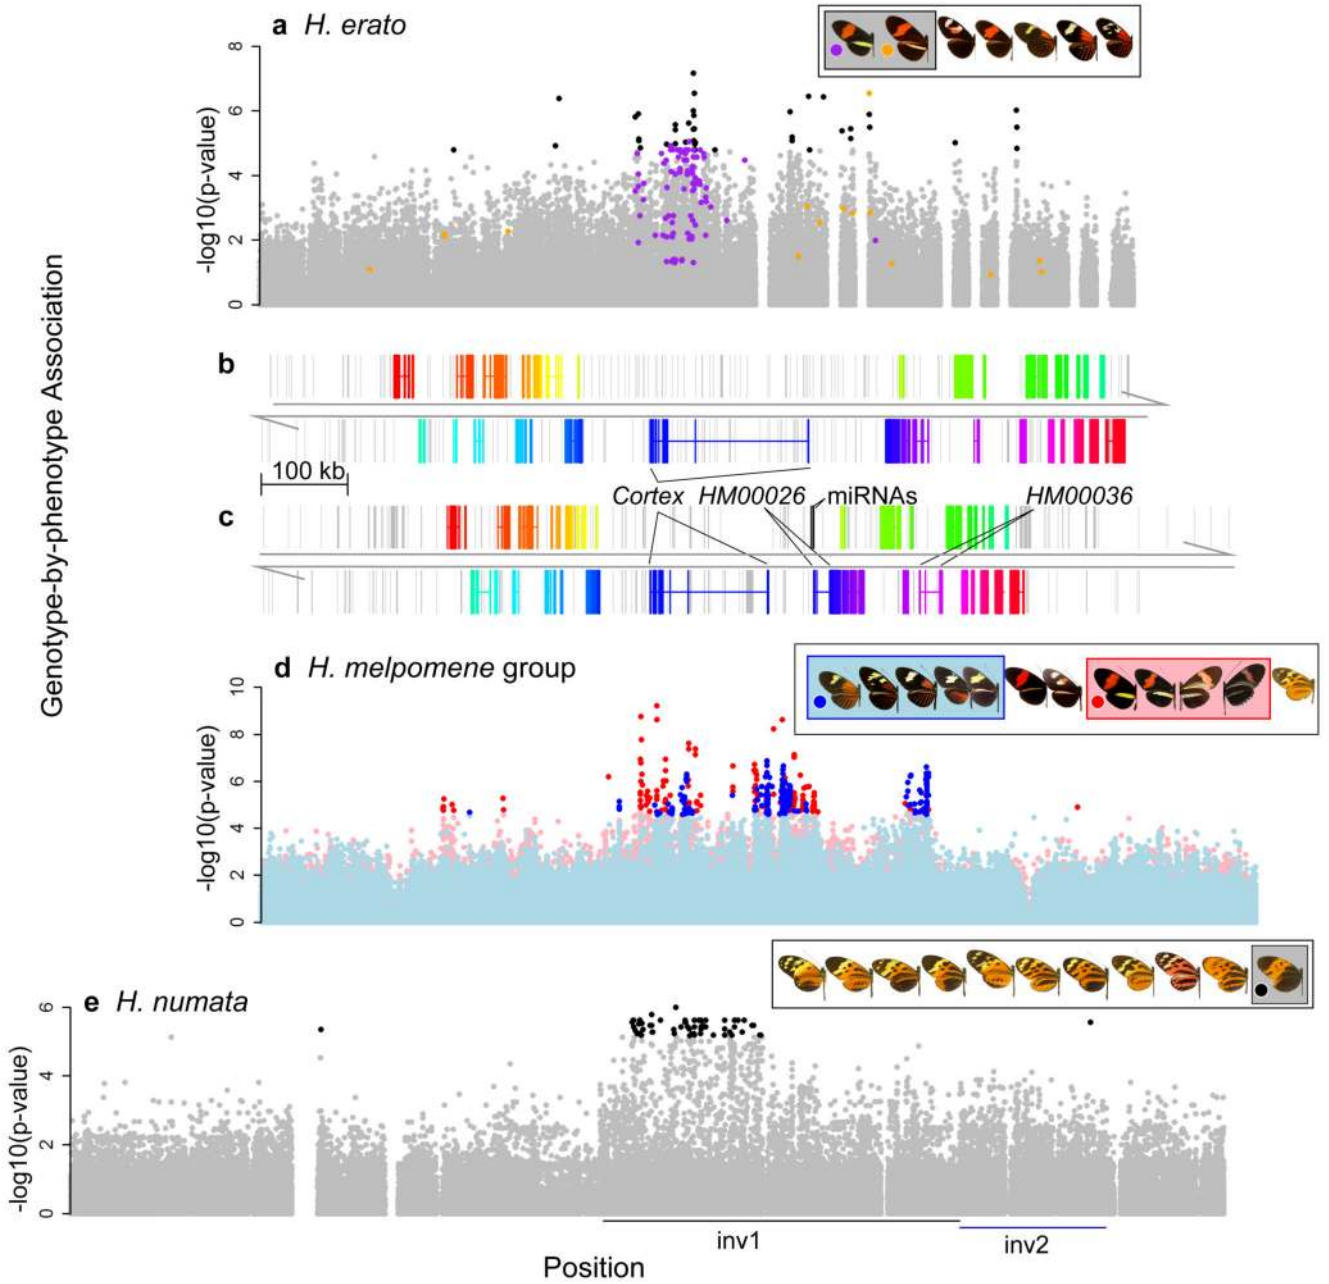 a H. erato
8
6
4
2
0
-log10(p-value)
Genotype-by-phenotype Association
b
100 kb
Cortex HM00026 miRNAs HM00036
c
d H. melpomene group
10
8
6
4
2
0
-log10(p-value)
e H. numata
6
4
2
0
-log10(p-value)
inv1
inv2
Position